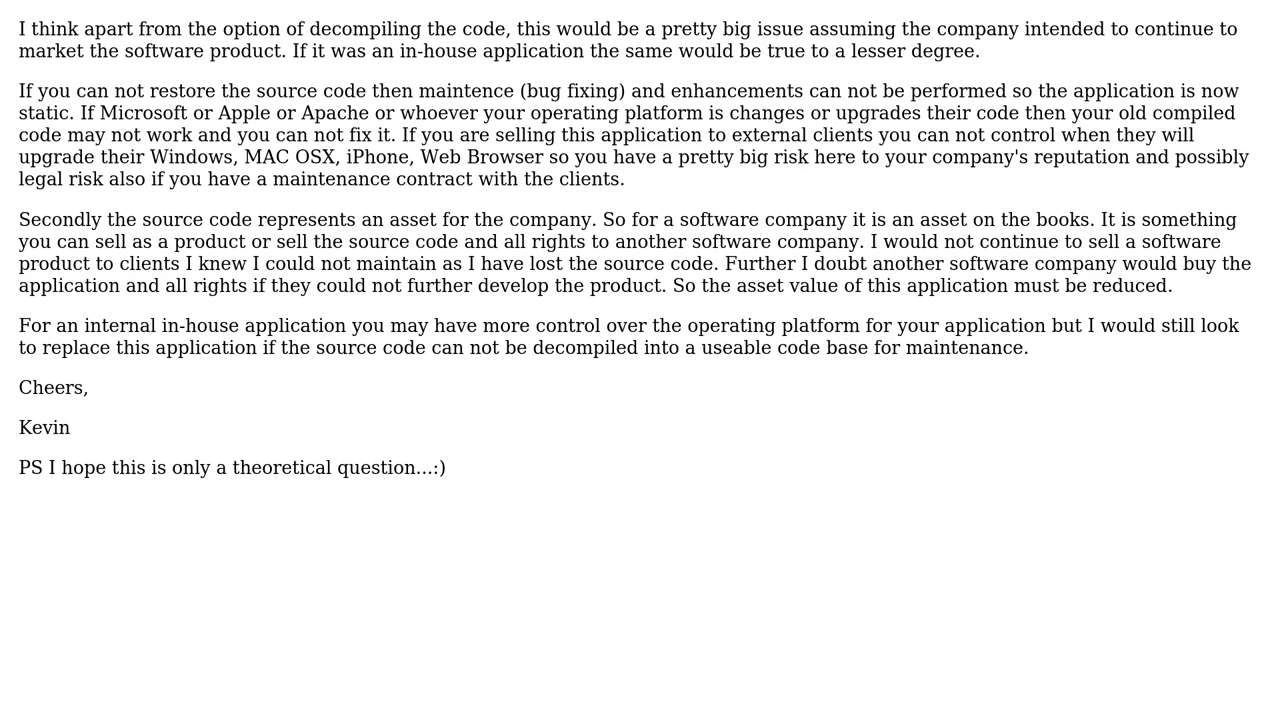 I think apart from the option of decompiling the code, this would be a pretty big issue assuming the company intended to continue to
market the software product. If it was an in-house application the same would be true to a lesser degree.
If you can not restore the source code then maintence (bug fixing) and enhancements can not be performed so the application is now
static. If Microsoft or Apple or Apache or whoever your operating platform is changes or upgrades their code then your old compiled
code may not work and you can not fix it. If you are selling this application to external clients you can not control when they will
upgrade their Windows, MAC OSX, iPhone, Web Browser so you have a pretty big risk here to your company's reputation and possibly
legal risk also if you have a maintenance contract with the clients.
Secondly the source code represents an asset for the company. So for a software company it is an asset on the books. It is something
you can sell as a product or sell the source code and all rights to another software company. I would not continue to sell a software
product to clients I knew I could not maintain as I have lost the source code. Further I doubt another software company would buy the
application and all rights if they could not further develop the product. So the asset value of this application must be reduced.
For an internal in-house application you may have more control over the operating platform for your application but I would still look
to replace this application if the source code can not be decompiled into a useable code base for maintenance.
Cheers,
Kevin
PS I hope this is only a theoretical question...:)